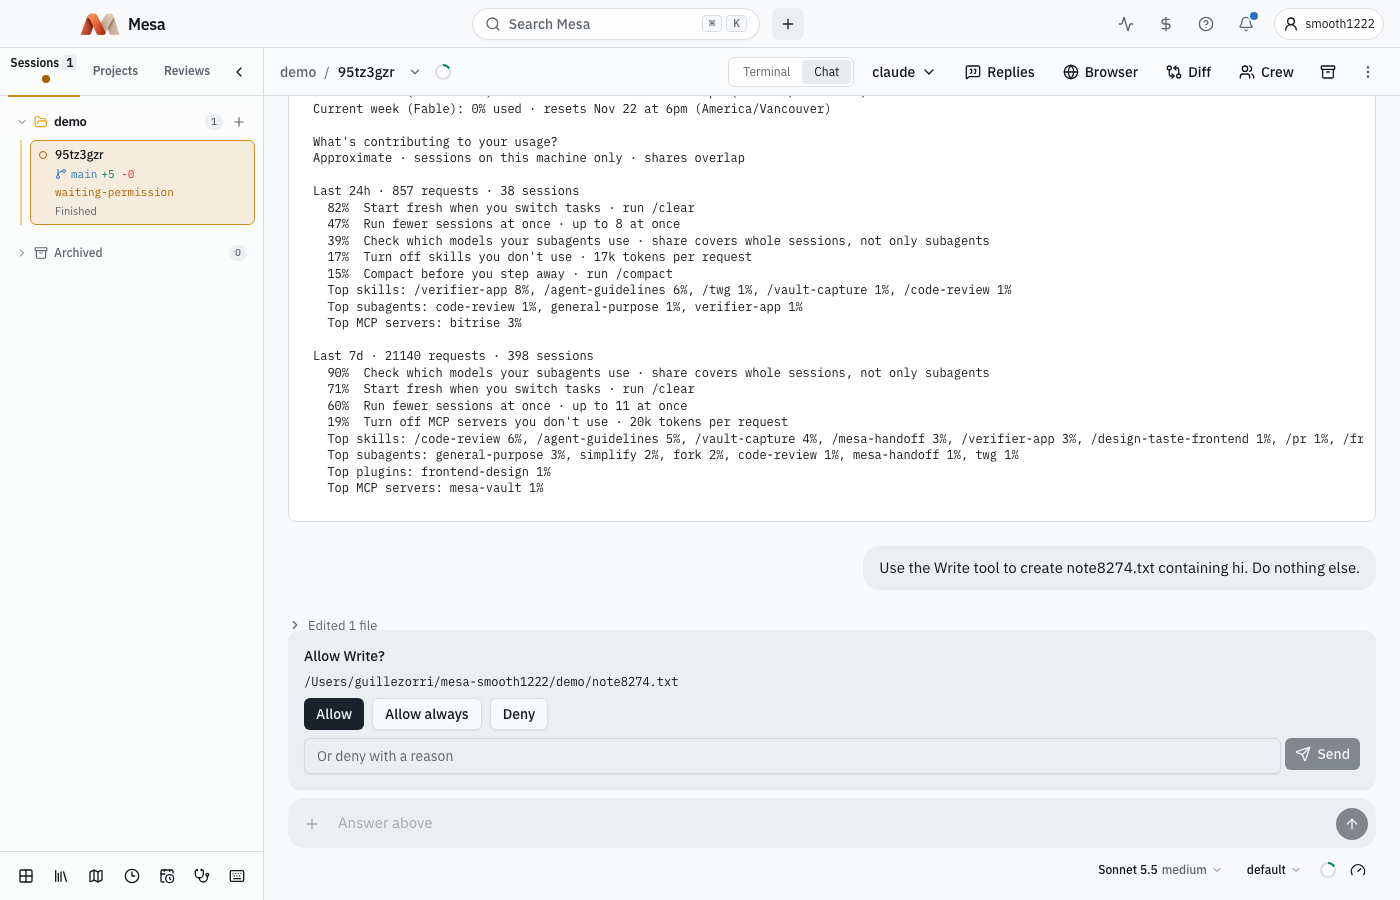 Mesa
Search Mesa
⌘ K
smooth1222
Sessions 1
Projects
Reviews
demo / 95tz3gzr
Terminal
Chat
claude
Replies
Browser
Diff
Crew
demo
1
95tz3gzr
main +5 -0
waiting-permission
Finished
Archived
0
Current week (Fable): 0% used · resets Nov 22 at 6pm (America/Vancouver)
What's contributing to your usage?
Approximate · sessions on this machine only · shares overlap
Last 24h · 857 requests · 38 sessions
82% Start fresh when you switch tasks · run /clear
47% Run fewer sessions at once · up to 8 at once
39% Check which models your subagents use · share covers whole sessions, not only subagents
17% Turn off skills you don't use · 17k tokens per request
15% Compact before you step away · run /compact
Top skills: /verifier-app 8%, /agent-guidelines 6%, /twg 1%, /vault-capture 1%, /code-review 1%
Top subagents: code-review 1%, general-purpose 1%, verifier-app 1%
Top MCP servers: bitrise 3%
Last 7d · 21140 requests · 398 sessions
90% Check which models your subagents use · share covers whole sessions, not only subagents
71% Start fresh when you switch tasks · run /clear
60% Run fewer sessions at once · up to 11 at once
19% Turn off MCP servers you don't use · 20k tokens per request
Top skills: /code-review 6%, /agent-guidelines 5%, /vault-capture 4%, /mesa-handoff 3%, /verifier-app 3%, /design-taste-frontend 1%, /pr 1%, /fr
Top subagents: general-purpose 3%, simplify 2%, fork 2%, code-review 1%, mesa-handoff 1%, twg 1%
Top plugins: frontend-design 1%
Top MCP servers: mesa-vault 1%
Use the Write tool to create note8274.txt containing hi. Do nothing else.
Edited 1 file
Allow Write?
/Users/guillezorri/mesa-smooth1222/demo/note8274.txt
Allow
Allow always
Deny
Or deny with a reason
Send
Answer above
Sonnet 5.5 medium
default